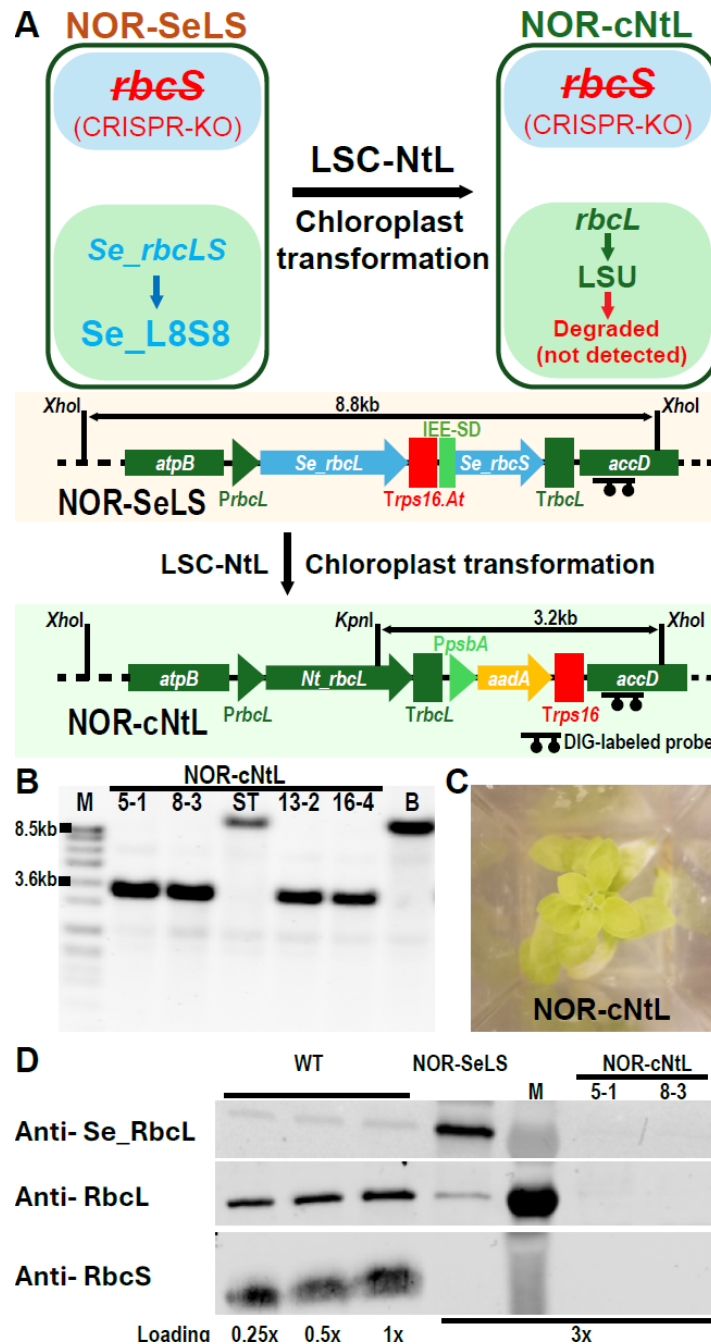 A
NOR-SeLS
NOR-cNtL
rbcS
(CRISPR-KO)
rbcS
(CRISPR-KO)
LSC-NtL
Chloroplast
transformation
Se_rbcLS
Se_L8S8
rbcL
LSU
Degraded
(not detected)
XhoI
8.8kb
XhoI
IEE-SD
atpB
Se_rbcL
Se_rbcS
accD
PrbcL
Trps16.At
TrbcL
NOR-SeLS
LSC-NtL
Chloroplast transformation
XhoI
KpnI
3.2kb
XhoI
PpsbA
atpB
Nt_rbcL
aadA
accD
PrbcL
TrbcL
Trps16
NOR-cNtL
DIG-labeled probe
B
NOR-cNtL
M 5-1 8-3 ST 13-2 16-4 B
8.5kb
3.6kb
C
NOR-cNtL
D
WT NOR-SeLS NOR-cNtL
M 5-1 8-3
Anti- Se_RbcL
Anti- RbcL
Anti- RbcS
Loading 0.25x 0.5x 1x 3x